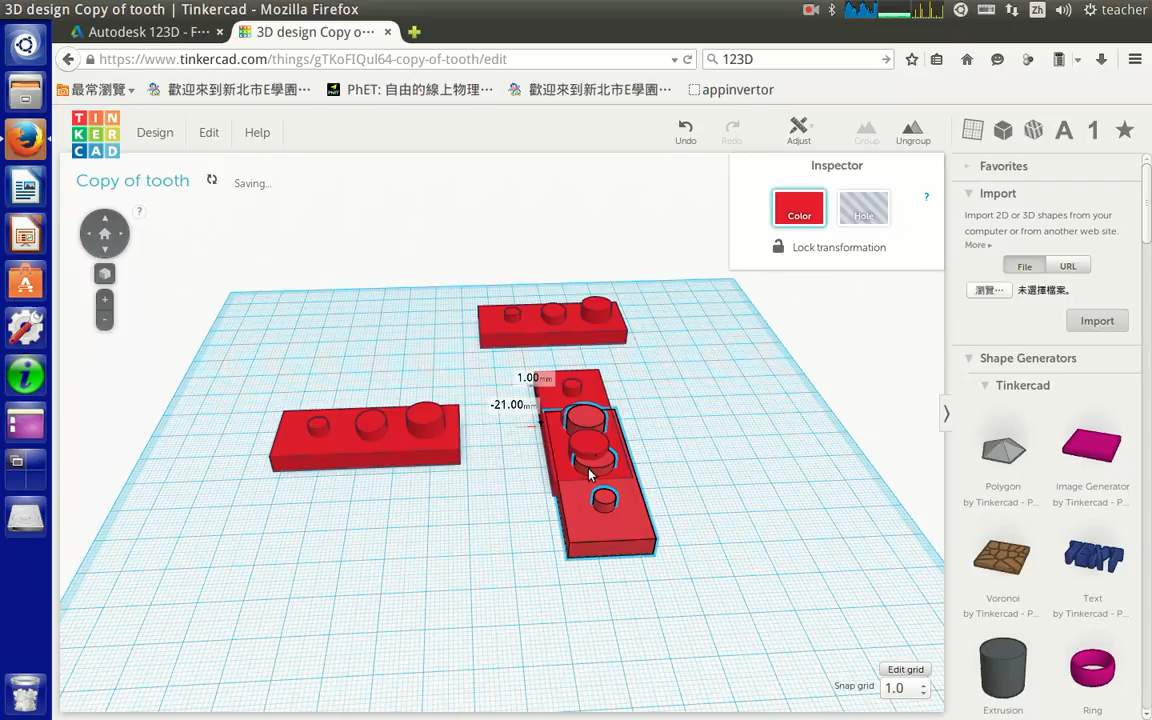 3D design Copy of tooth | Tinkercad - Mozilla Firefox
Zh
teacher
Autodesk 123D - F···
3D design Copy o···
https://www.tinkercad.com/things/gTKoFIQul64-copy-of-tooth/edit
123D
最常瀏覽
歡迎來到新北市E學園···
PhET: 自由的線上物理···
歡迎來到新北市E學園···
appinvertor
TIN
KER
CAD
Design
Edit
Help
Undo
Redo
Adjust
Group
Ungroup
Copy of tooth
Saving...
?
Inspector
Color
Hole
?
Lock transformation
Favorites
Import
Import 2D or 3D shapes from your
computer or from another web site.
More ▸
File
URL
瀏覽···
未選擇檔案。
Import
Shape Generators
Tinkercad
Polygon
by Tinkercad - P...
Image Generator
by Tinkercad - P...
Voronoi
by Tinkercad - P...
Text
by Tinkercad - P...
Extrusion
Ring
1.00mm
-21.00mm
Edit grid
Snap grid
1.0